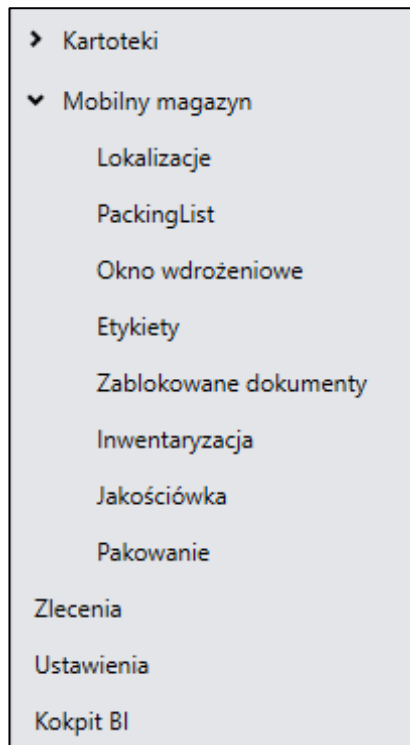 Kartoteki
Mobilny magazyn
Lokalizacje
PackingList
Okno wdrożeniowe
Etykiety
Zablokowane dokumenty
Inwentaryzacja
Jakościówka
Pakowanie
Zlecenia
Ustawienia
Kokpit BI